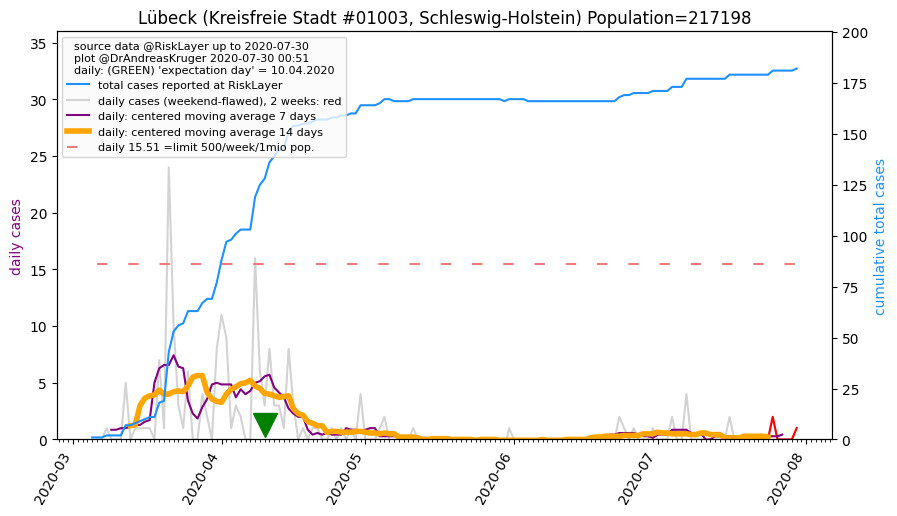 Lübeck (Kreisfreie Stadt #01003, Schleswig-Holstein) Population=217198
source data @RiskLayer up to 2020-07-30
plot @DrAndreasKruger 2020-07-30 00:51
daily: (GREEN) 'expectation day' = 10.04.2020
total cases reported at RiskLayer
daily cases (weekend-flawed), 2 weeks: red
daily: centered moving average 7 days
daily: centered moving average 14 days
daily 15.51 =limit 500/week/1mio pop.
daily cases
35
30
25
20
15
10
5
0
cumulative total cases
200
175
150
125
100
75
50
25
0
2020-03
2020-04
2020-05
2020-06
2020-07
2020-08